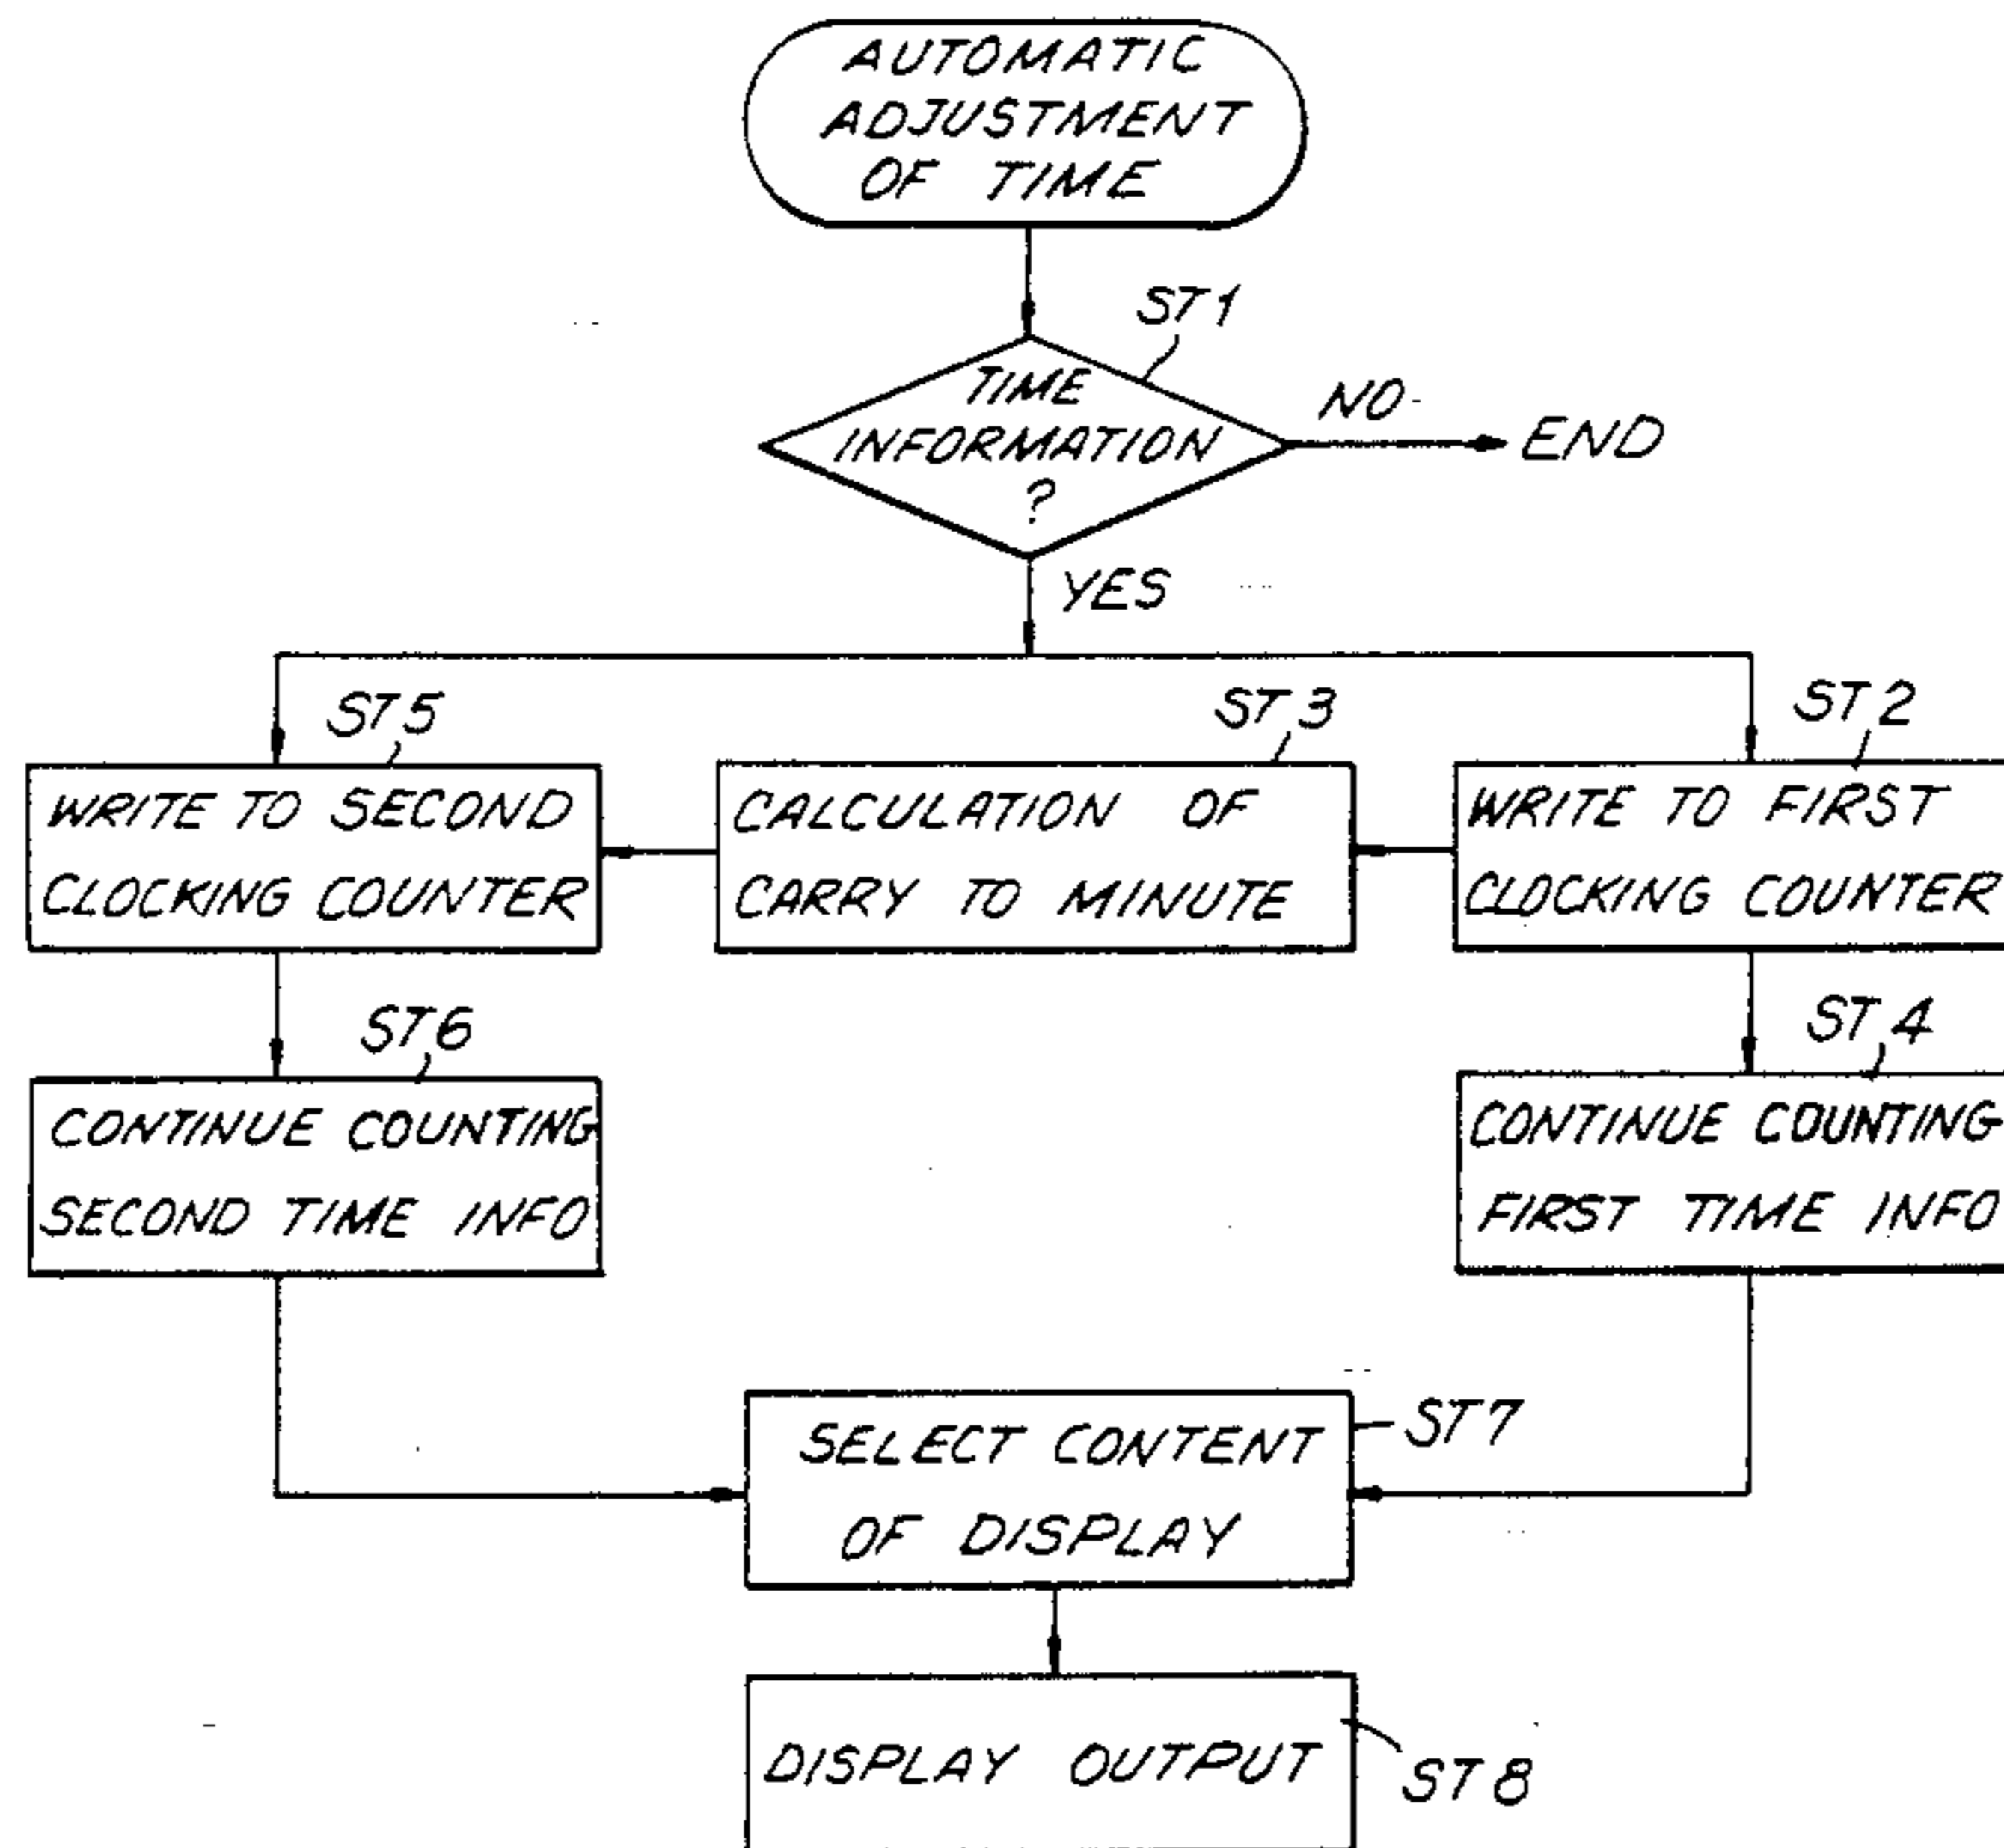 AUTOMATIC
ADJUSTMENT
OF TIME
ST1
TIME
INFORMATION
?
NO
END
YES
ST5
WRITE TO SECOND
CLOCKING COUNTER
ST3
CALCULATION OF
CARRY TO MINUTE
ST2
WRITE TO FIRST
CLOCKING COUNTER
ST6
CONTINUE COUNTING
SECOND TIME INFO
ST4
CONTINUE COUNTING
FIRST TIME INFO
SELECT CONTENT
OF DISPLAY
ST7
DISPLAY OUTPUT
ST8